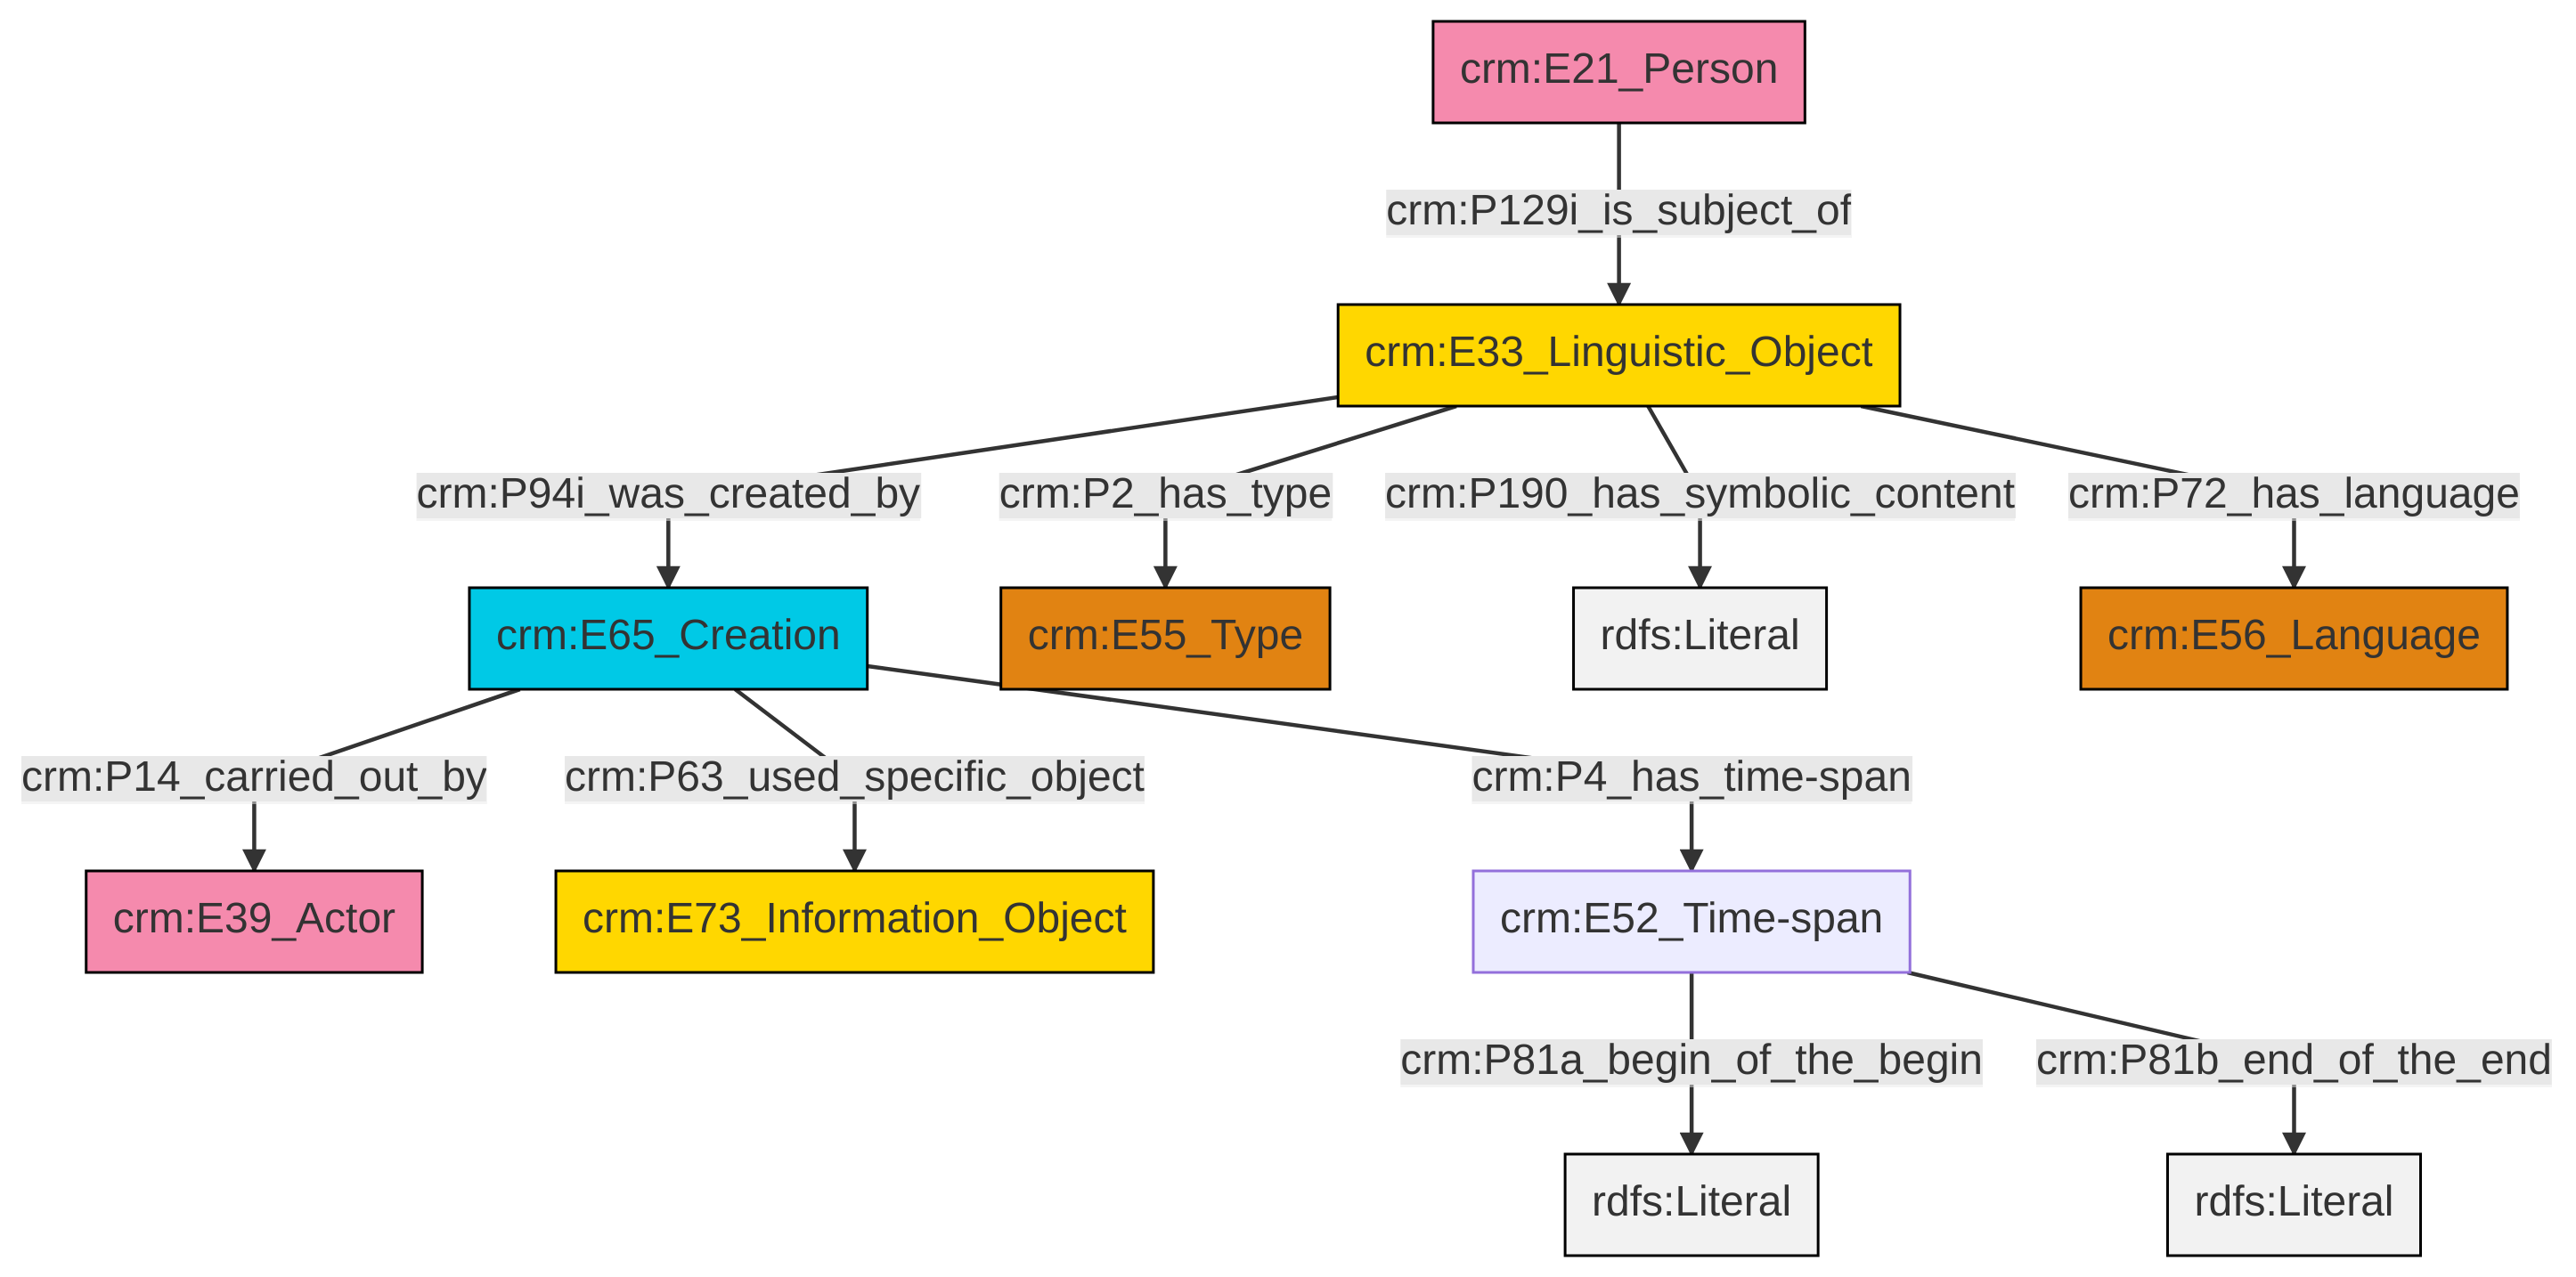 crm:E21_Person
crm:P129i_is_subject_of
crm:E33_Linguistic_Object
crm:P94i_was_created_by
crm:P2_has_type
crm:P190_has_symbolic_content
crm:P72_has_language
crm:E65_Creation
crm:E55_Type
rdfs:Literal
crm:E56_Language
crm:P14_carried_out_by
crm:P63_used_specific_object
crm:P4_has_time-span
crm:E39_Actor
crm:E73_Information_Object
crm:E52_Time-span
crm:P81a_begin_of_the_begin
crm:P81b_end_of_the_end
rdfs:Literal
rdfs:Literal